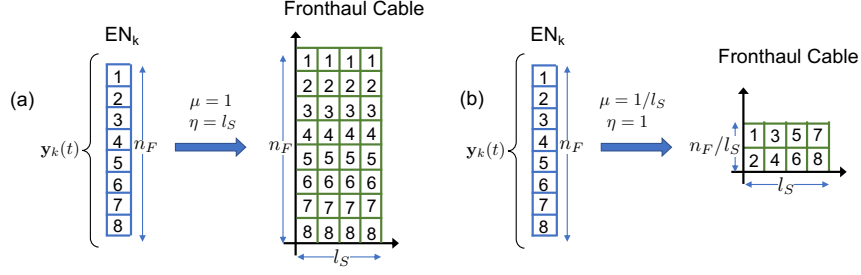 Fronthaul Cable
EN_k
(a)
y_k(t)
1
2
3
4
5
6
7
8
n_F
μ = 1
η = l_S
n_F
1 1 1 1
2 2 2 2
3 3 3 3
4 4 4 4
5 5 5 5
6 6 6 6
7 7 7 7
8 8 8 8
l_S
EN_k
Fronthaul Cable
(b)
y_k(t)
1
2
3
4
5
6
7
8
n_F
μ = 1/l_S
η = 1
n_F/l_S
1 3 5 7
2 4 6 8
l_S